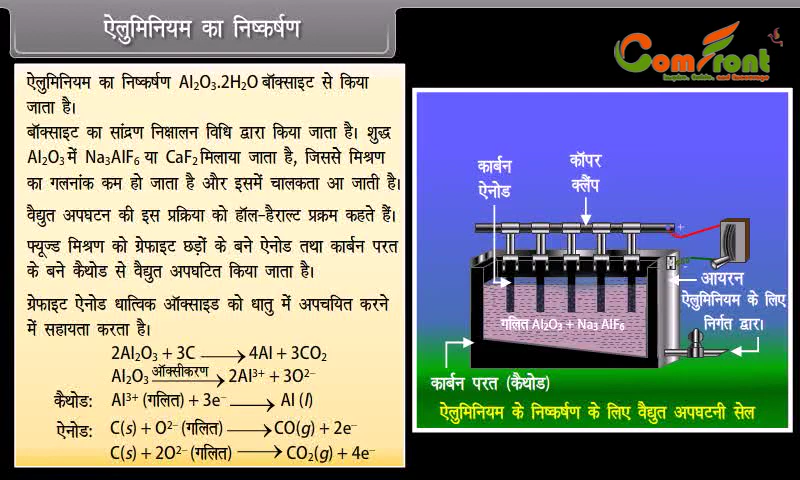 ऐलुमिनियम का निष्कर्षण
ComFront
ऐलुमिनियम का निष्कर्षण Al₂O₃.2H₂O बॉक्साइट से किया
जाता है।
बॉक्साइट का सांद्रण निक्षालन विधि द्वारा किया जाता है। शुद्ध
Al₂O₃ में Na₃AlF₆ या CaF₂ मिलाया जाता है, जिससे मिश्रण
का गलनांक कम हो जाता है और इसमें चालकता आ जाती है।
वैद्युत अपघटन की इस प्रक्रिया को हॉल-हैराल्ट प्रक्रम कहते हैं।
फ्यूज्ड मिश्रण को ग्रेफाइट छड़ों के बने ऐनोड तथा कार्बन परत
के बने कैथोड से वैद्युत अपघटित किया जाता है।
ग्रेफाइट ऐनोड धात्विक ऑक्साइड को धातु में अपचयित करने
में सहायता करता है।
2Al₂O₃ + 3C ⟶ 4Al + 3CO₂
Al₂O₃ ऑक्सीकरण⟶ 2Al³⁺ + 3O²⁻
कैथोड: Al³⁺ (गलित) + 3e⁻ ⟶ Al (l)
ऐनोड: C(s) + O²⁻ (गलित) ⟶ CO(g) + 2e⁻
C(s) + 2O²⁻ (गलित) ⟶ CO₂(g) + 4e⁻
कार्बन
ऐनोड
कॉपर
क्लैंप
+
आयरन
ऐलुमिनियम के लिए
निर्गत द्वार।
गलित Al₂O₃ + Na₃ AlF₆
कार्बन परत (कैथोड)
ऐलुमिनियम के निष्कर्षण के लिए वैद्युत अपघटनी सेल